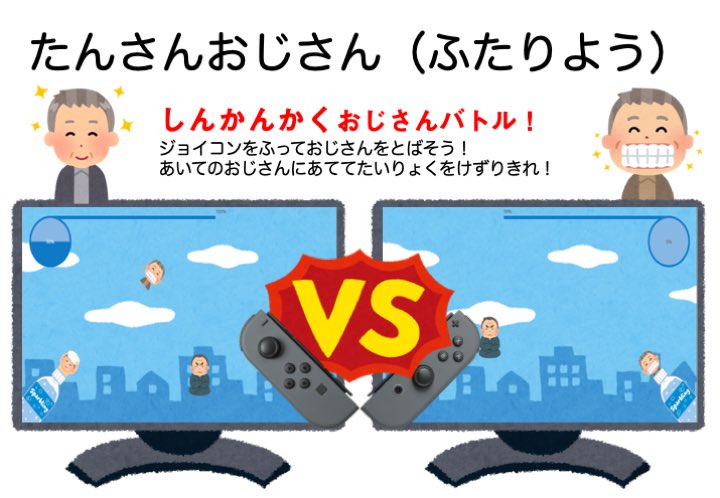 たんさんおじさん（ふたりよう）
しんかんかくおじさんバトル！
ジョイコンをふっておじさんをとばそう！
あいてのおじさんにあててたいりょくをけずりきれ！
VS
Sparkling
Sparkling